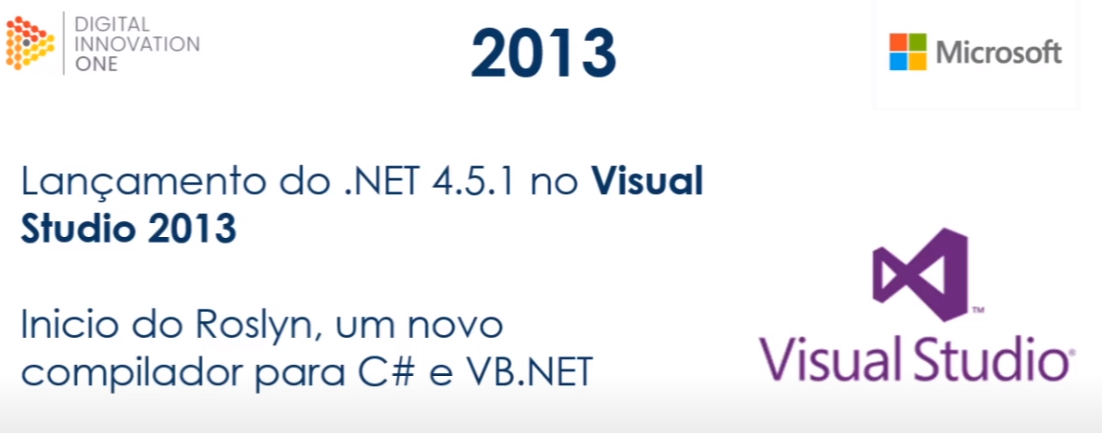 DIGITAL
INNOVATION
ONE
2013
Microsoft
Lançamento do .NET 4.5.1 no Visual
Studio 2013
Inicio do Roslyn, um novo
compilador para C# e VB.NET
Visual Studio